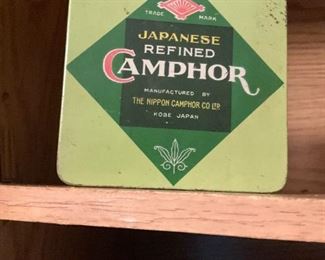 TRADE MARK
JAPANESE
REFINED
CAMPHOR
MANUFACTURED BY
THE NIPPON CAMPHOR CO LTD.
KOBE JAPAN